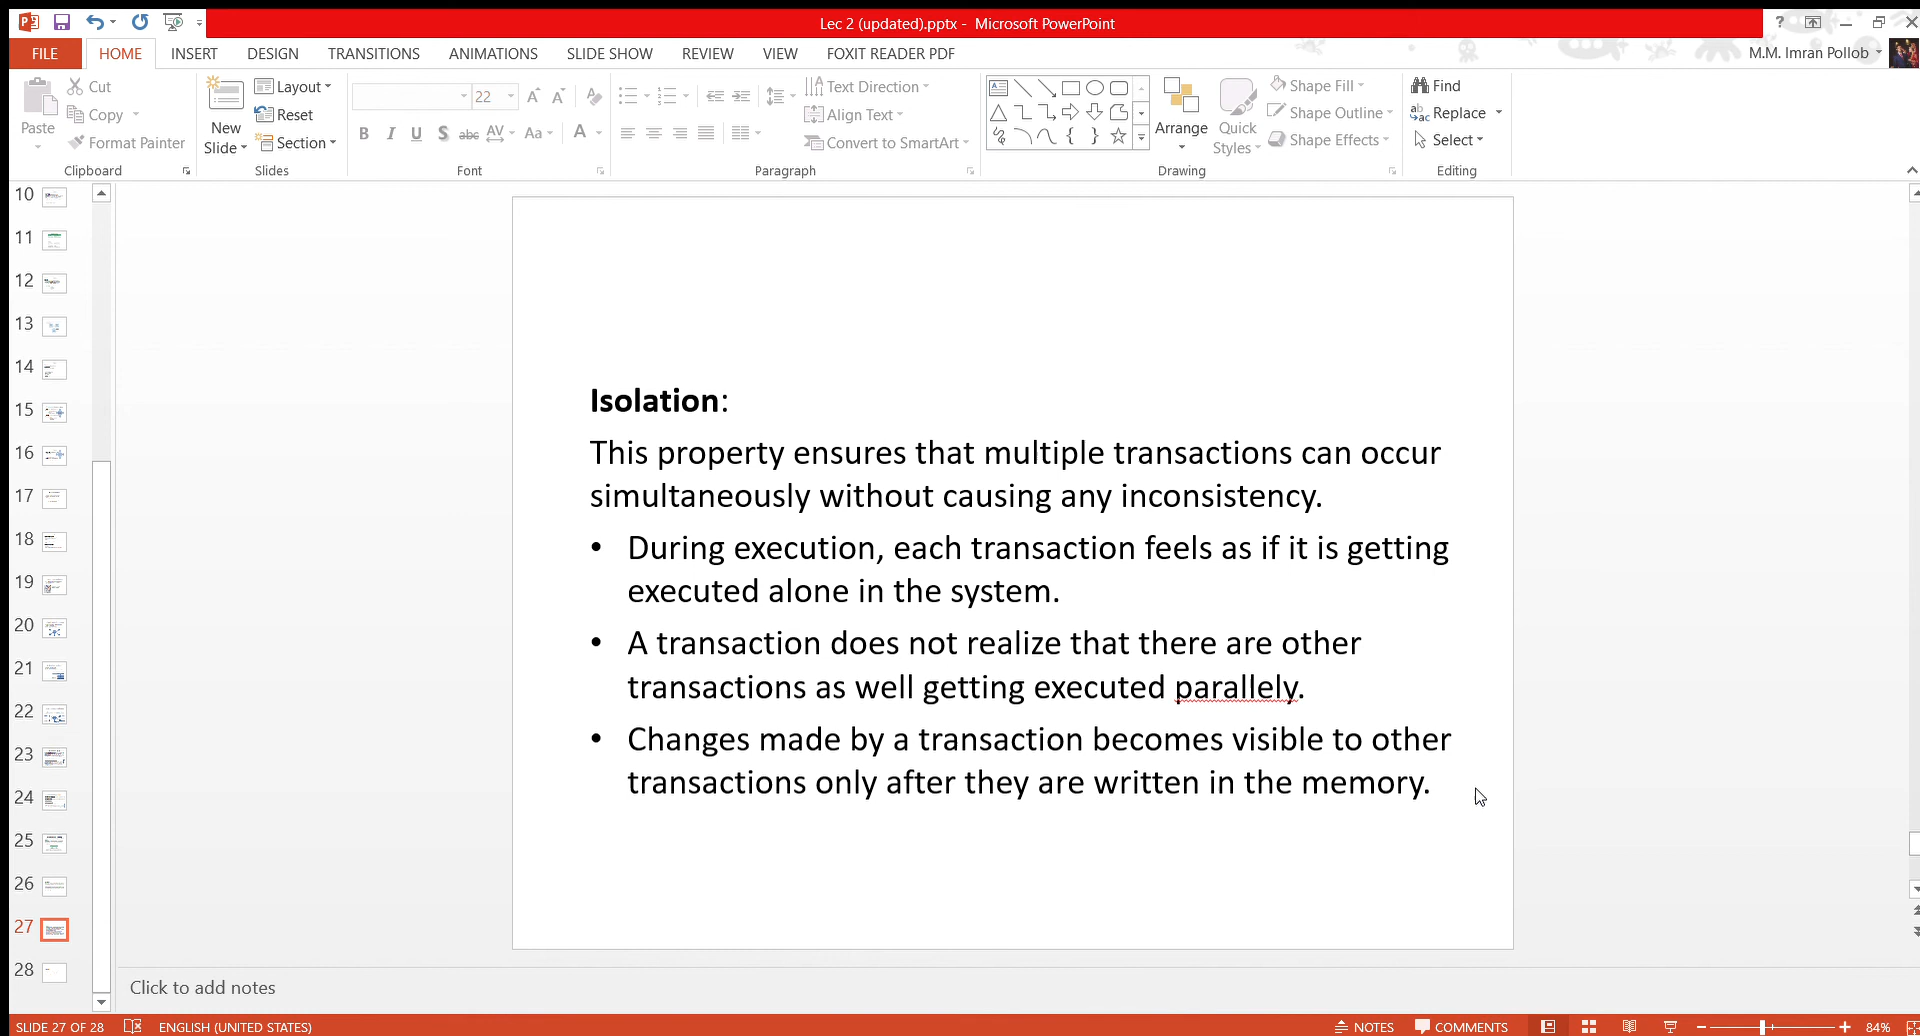 Lec 2 (updated).pptx - Microsoft PowerPoint
?
FILE HOME INSERT DESIGN TRANSITIONS ANIMATIONS SLIDE SHOW REVIEW VIEW FOXIT READER PDF M.M. Imran Pollob
Paste
Cut
Copy
Format Painter
Clipboard
New Slide
Layout
Reset
Section
Slides
22
B I U S abc AV Aa A
Font
Text Direction
Align Text
Convert to SmartArt
Paragraph
Arrange
Quick Styles
Shape Fill
Shape Outline
Shape Effects
Drawing
Find
Replace
Select
Editing
10
11
12
13
14
15
16
17
18
19
20
21
22
23
24
25
26
27
28
Isolation:
This property ensures that multiple transactions can occur
simultaneously without causing any inconsistency.
• During execution, each transaction feels as if it is getting
executed alone in the system.
• A transaction does not realize that there are other
transactions as well getting executed parallely.
• Changes made by a transaction becomes visible to other
transactions only after they are written in the memory.
Click to add notes
SLIDE 27 OF 28 ENGLISH (UNITED STATES) NOTES COMMENTS 84%